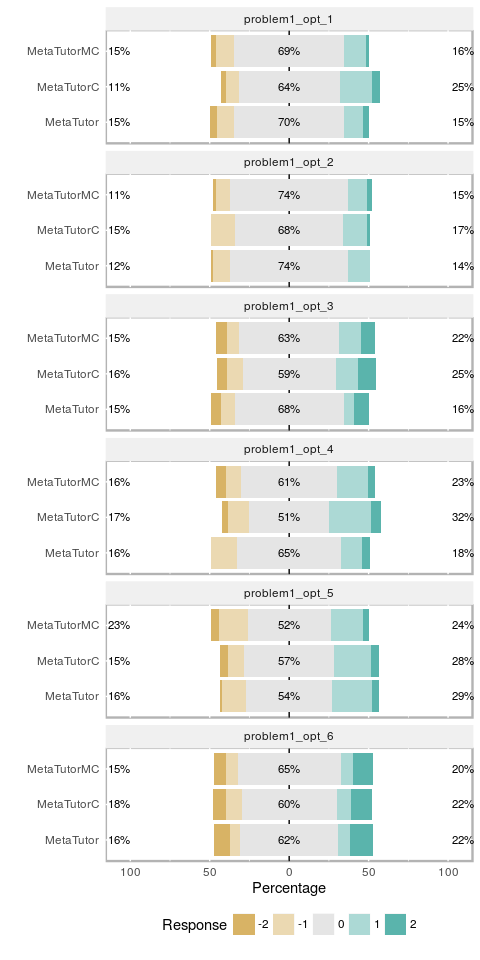 problem1_opt_1
MetaTutorMC 15% 69% 16%
MetaTutorC 11% 64% 25%
MetaTutor 15% 70% 15%
problem1_opt_2
MetaTutorMC 11% 74% 15%
MetaTutorC 15% 68% 17%
MetaTutor 12% 74% 14%
problem1_opt_3
MetaTutorMC 15% 63% 22%
MetaTutorC 16% 59% 25%
MetaTutor 15% 68% 16%
problem1_opt_4
MetaTutorMC 16% 61% 23%
MetaTutorC 17% 51% 32%
MetaTutor 16% 65% 18%
problem1_opt_5
MetaTutorMC 23% 52% 24%
MetaTutorC 15% 57% 28%
MetaTutor 16% 54% 29%
problem1_opt_6
MetaTutorMC 15% 65% 20%
MetaTutorC 18% 60% 22%
MetaTutor 16% 62% 22%
100 50 0 50 100
Percentage
Response -2 -1 0 1 2